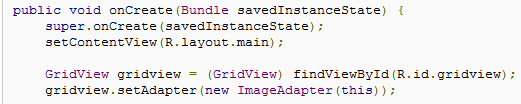 public void onCreate(Bundle savedInstanceState) {
    super.onCreate(savedInstanceState);
    setContentView(R.layout.main);

    GridView gridview = (GridView) findViewById(R.id.gridview);
    gridview.setAdapter(new ImageAdapter(this));